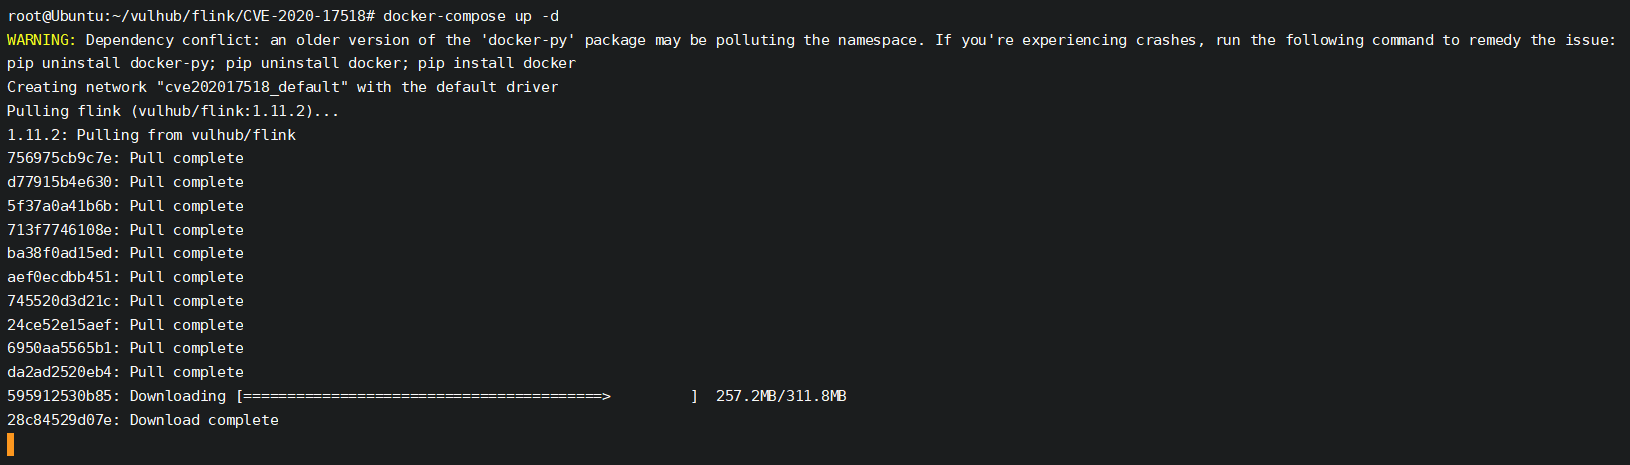 root@Ubuntu:~/vulhub/flink/CVE-2020-17518# docker-compose up -d
WARNING: Dependency conflict: an older version of the 'docker-py' package may be polluting the namespace. If you're experiencing crashes, run the following command to remedy the issue:
pip uninstall docker-py; pip uninstall docker; pip install docker
Creating network "cve202017518_default" with the default driver
Pulling flink (vulhub/flink:1.11.2)...
1.11.2: Pulling from vulhub/flink
756975cb9c7e: Pull complete
d77915b4e630: Pull complete
5f37a0a41b6b: Pull complete
713f7746108e: Pull complete
ba38f0ad15ed: Pull complete
aef0ecdbb451: Pull complete
745520d3d21c: Pull complete
24ce52e15aef: Pull complete
6950aa5565b1: Pull complete
da2ad2520eb4: Pull complete
595912530b85: Downloading [=========================================>         ]  257.2MB/311.8MB
28c84529d07e: Download complete